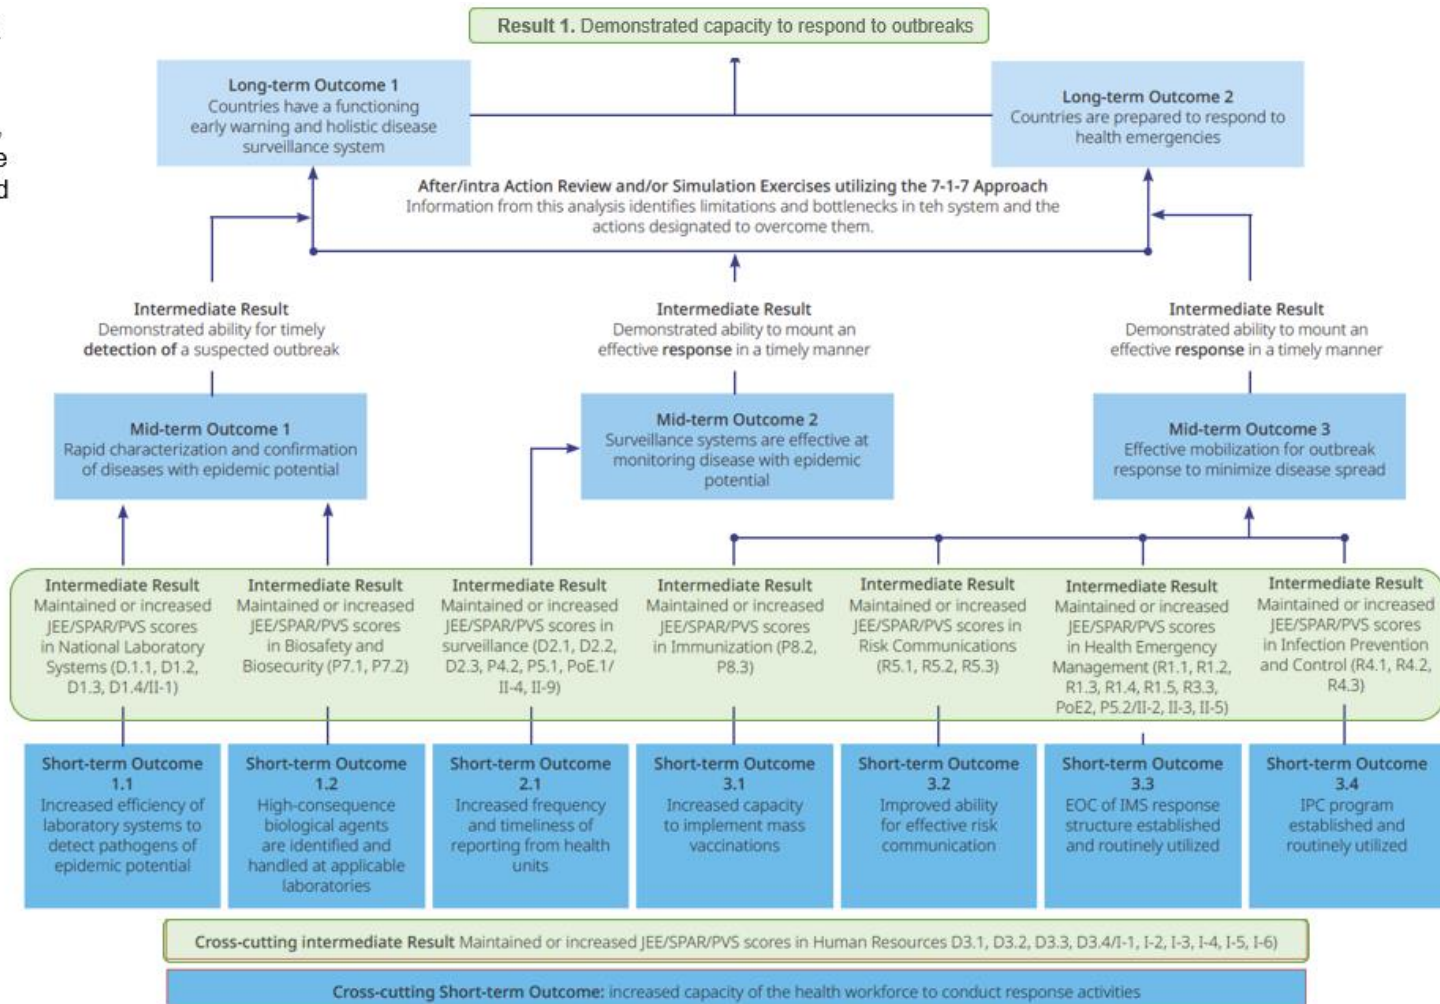 Result 1. Demonstrated capacity to respond to outbreaks
Long-term Outcome 1
Countries have a functioning
early warning and holistic disease
surveillance system
Long-term Outcome 2
Countries are prepared to respond to
health emergencies
,
e
d
After/intra Action Review and/or Simulation Exercises utilizing the 7-1-7 Approach
Information from this analysis identifies limitations and bottlenecks in teh system and the
actions designated to overcome them.
Intermediate Result
Demonstrated ability for timely
detection of a suspected outbreak
Intermediate Result
Demonstrated ability to mount an
effective response in a timely manner
Intermediate Result
Demonstrated ability to mount an
effective response in a timely manner
Mid-term Outcome 1
Rapid characterization and confirmation
of diseases with epidemic potential
Mid-term Outcome 2
Surveillance systems are effective at
monitoring disease with epidemic
potential
Mid-term Outcome 3
Effective mobilization for outbreak
response to minimize disease spread
Intermediate Result
Maintained or increased
JEE/SPAR/PVS scores
in National Laboratory
Systems (D.1.1, D1.2,
D1.3, D1.4/II-1)
Intermediate Result
Maintained or increased
JEE/SPAR/PVS scores
in Biosafety and
Biosecurity (P7.1, P7.2)
Intermediate Result
Maintained or increased
JEE/SPAR/PVS scores in
surveillance (D2.1, D2.2,
D2.3, P4.2, P5.1, PoE.1/
II-4, II-9)
Intermediate Result
Maintained or increased
JEE/SPAR/PVS scores
in Immunization (P8.2,
P8.3)
Intermediate Result
Maintained or increased
JEE/SPAR/PVS scores in
Risk Communications
(R5.1, R5.2, R5.3)
Intermediate Result
Maintained or increased
JEE/SPAR/PVS scores
in Health Emergency
Management (R1.1, R1.2,
R1.3, R1.4, R1.5, R3.3,
PoE2, P5.2/II-2, II-3, II-5)
Intermediate Result
Maintained or increased
JEE/SPAR/PVS scores
in Infection Prevention
and Control (R4.1, R4.2,
R4.3)
Short-term Outcome
1.1
Increased efficiency of
laboratory systems to
detect pathogens of
epidemic potential
Short-term Outcome
1.2
High-consequence
biological agents
are identified and
handled at applicable
laboratories
Short-term Outcome
2.1
Increased frequency
and timeliness of
reporting from health
units
Short-term Outcome
3.1
Increased capacity
to implement mass
vaccinations
Short-term Outcome
3.2
Improved ability
for effective risk
communication
Short-term Outcome
3.3
EOC of IMS response
structure established
and routinely utilized
Short-term Outcome
3.4
IPC program
established and
routinely utilized
Cross-cutting intermediate Result Maintained or increased JEE/SPAR/PVS scores in Human Resources D3.1, D3.2, D3.3, D3.4/I-1, I-2, I-3, I-4, I-5, I-6)
Cross-cutting Short-term Outcome: increased capacity of the health workforce to conduct response activities